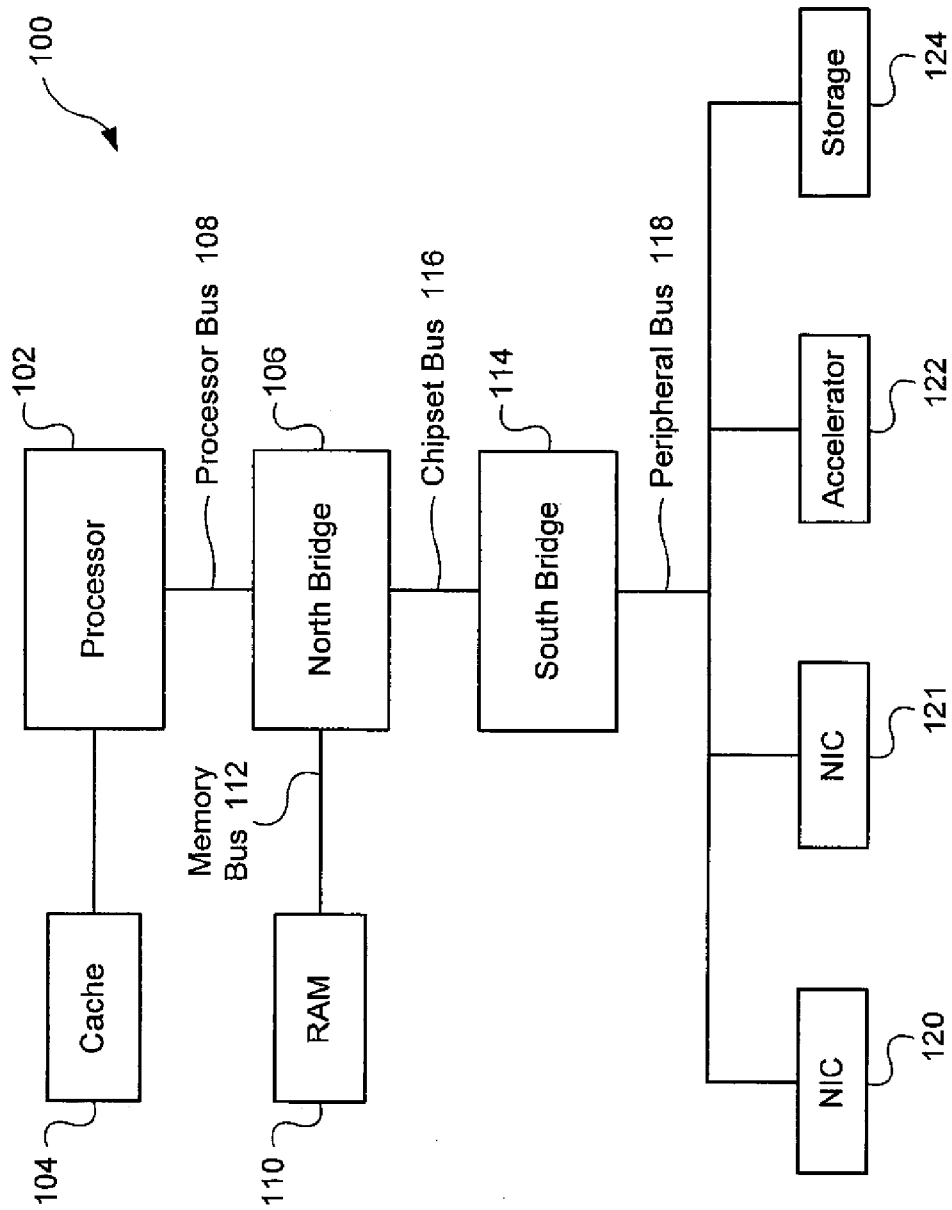 100
102
Processor
Cache
104
Processor Bus 108
106
North Bridge
Memory
Bus 112
RAM
110
Chipset Bus 116
114
South Bridge
Peripheral Bus 118
NIC
120
NIC
121
Accelerator
122
Storage
124